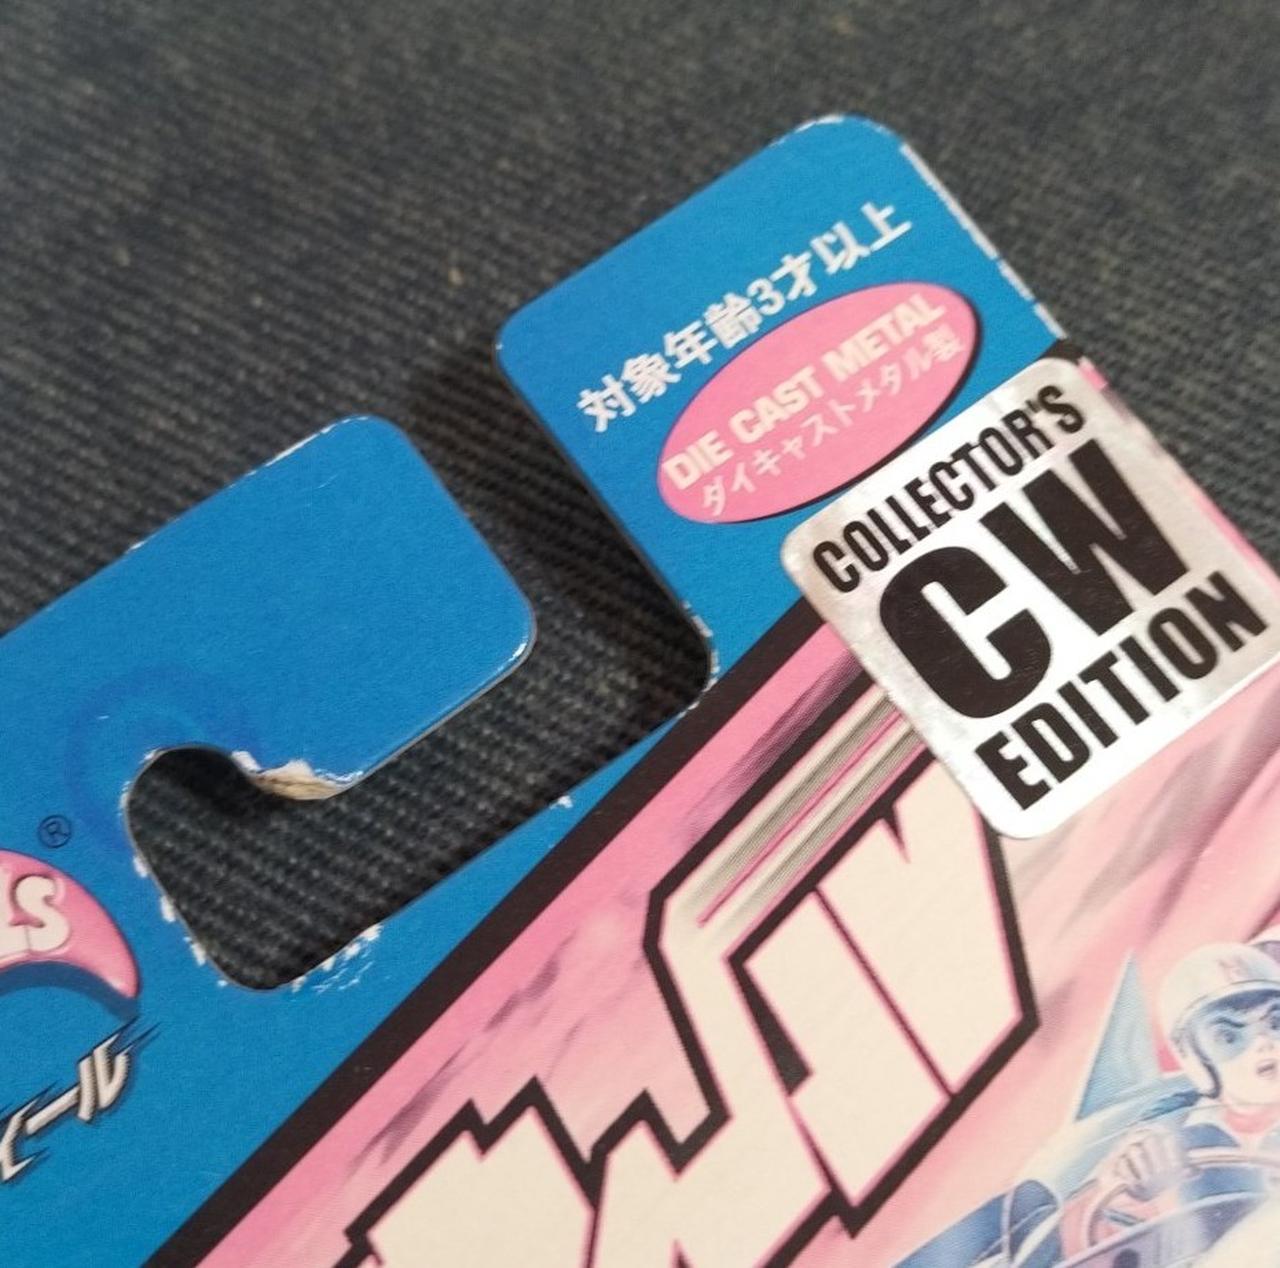 対象年齢3才以上
DIE CAST METAL
ダイキャストメタル製
COLLECTOR'S
CW
EDITION
®
LS
ィール
M